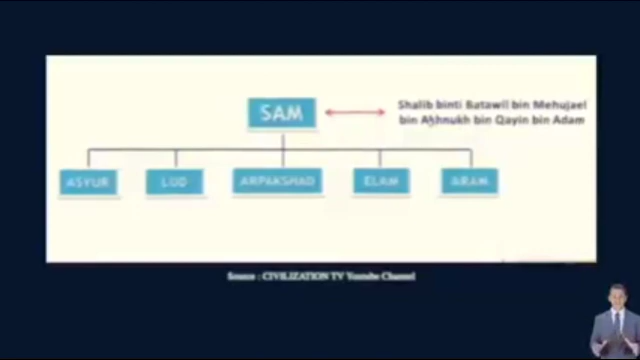 SAM
Shalib binti Batawil bin Mehujael
bin Akhnukh bin Qayin bin Adam
ASYUR
LUD
ARPAKSHAD
ELAM
ARAM
Source : CIVILIZATION TV Youtube Channel